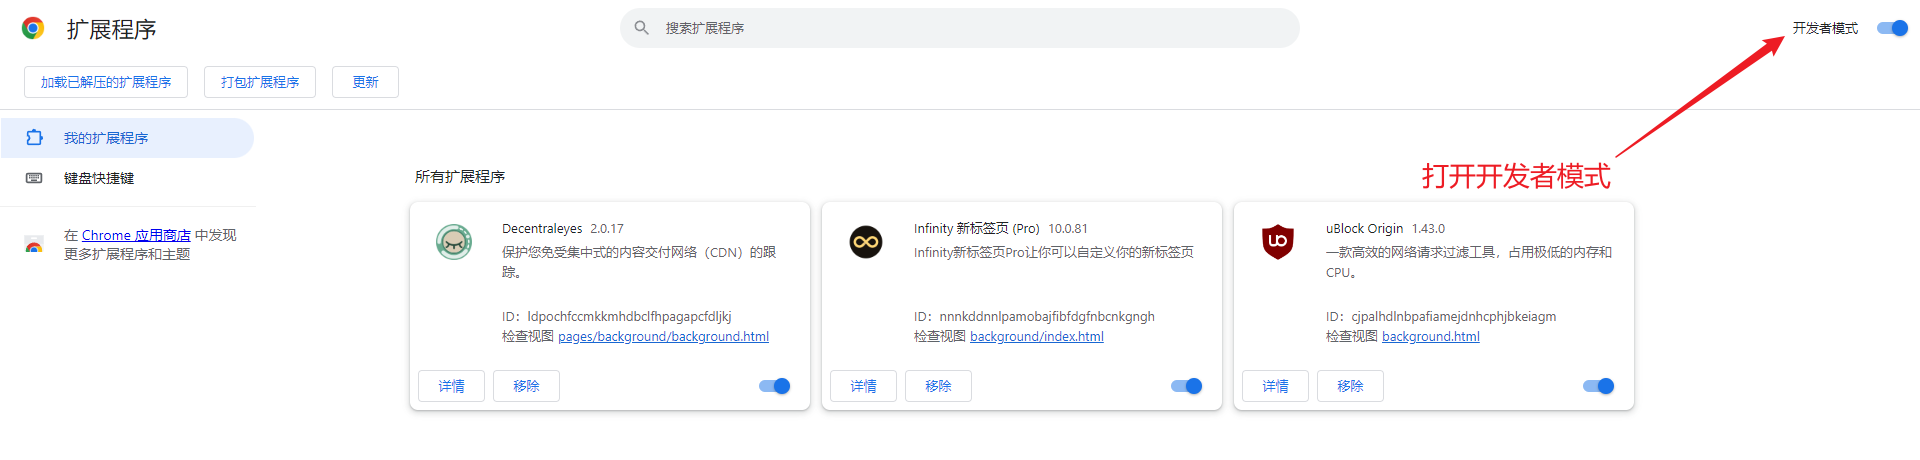 扩展程序
搜索扩展程序
开发者模式
加载已解压的扩展程序
打包扩展程序
更新
我的扩展程序
键盘快捷键
在 Chrome 应用商店 中发现
更多扩展程序和主题
打开开发者模式
所有扩展程序
Decentraleyes 2.0.17
保护您免受集中式的内容交付网络（CDN）的跟
踪。
ID：ldpochfccmkkmhdbclfhpagapcfdljkj
检查视图 pages/background/background.html
详情
移除
Infinity 新标签页 (Pro) 10.0.81
Infinity新标签页Pro让你可以自定义你的新标签页
ID：nnnkddnnlpamobajfibfdgfnbcnkgngh
检查视图 background/index.html
详情
移除
uBlock Origin 1.43.0
一款高效的网络请求过滤工具，占用极低的内存和
CPU。
ID：cjpalhdlnbpafiamejdnhcphjbkeiagm
检查视图 background.html
详情
移除